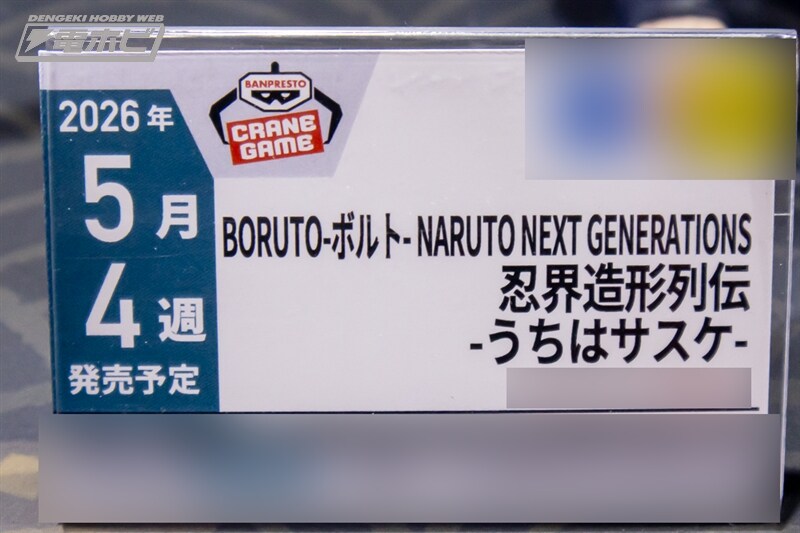 DENGEKI HOBBY WEB
電ホビ
BANPRESTO
CRANE
GAME
2026年
5月
4週
発売予定
BORUTO-ボルト- NARUTO NEXT GENERATIONS
忍界造形列伝
-うちはサスケ-